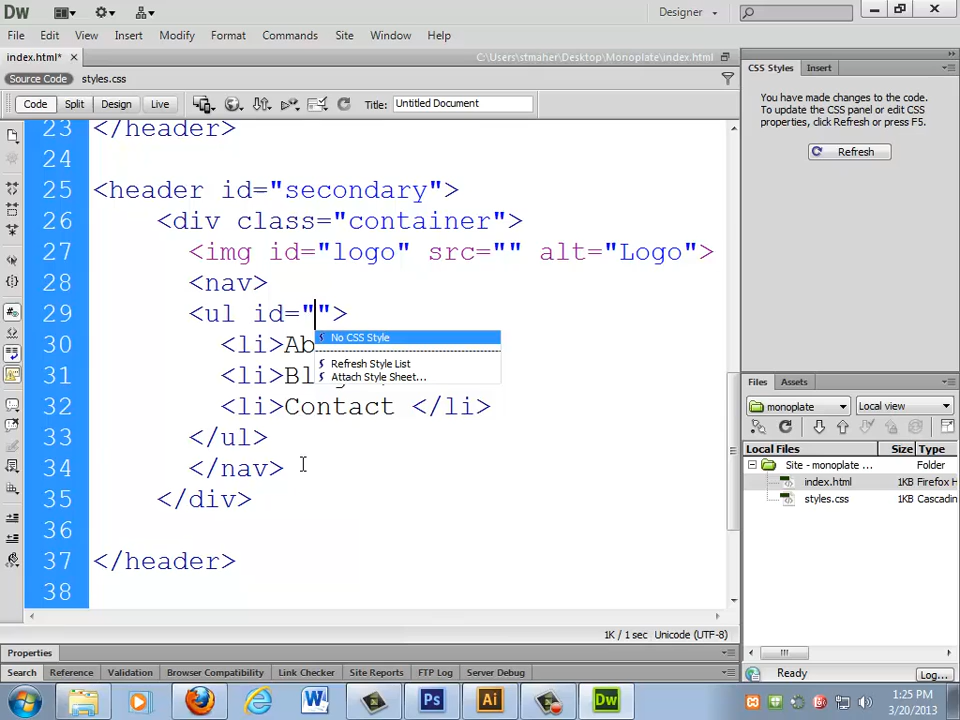 Dw
Designer
File Edit View Insert Modify Format Commands Site Window Help
index.html* C:\Users\stmaher\Desktop\Monoplate\index.html
Source Code styles.css
Code Split Design Live Title: Untitled Document
23 </header>
24
25 <header id="secondary">
26 <div class="container">
27 <img id="logo" src="" alt="Logo">
28 <nav>
29 <ul id="">
No CSS Style
30 <li>Ab
Refresh Style List
31 <li>Bl
Attach Style Sheet...
32 <li>Contact </li>
33 </ul>
34 </nav>
35 </div>
36
37 </header>
38
1K / 1 sec Unicode (UTF-8)
Properties
Search Reference Validation Browser Compatibility Link Checker Site Reports FTP Log Server Debug
CSS Styles Insert
You have made changes to the code.
To update the CSS panel or edit CSS
properties, click Refresh or press F5.
Refresh
Files Assets
monoplate Local view
Local Files Size Type
Site - monoplate ... Folder
index.html 1KB Firefox H
styles.css 1KB Cascadin
Ready Log...
W Ps Ai Dw
1:25 PM
3/20/2013